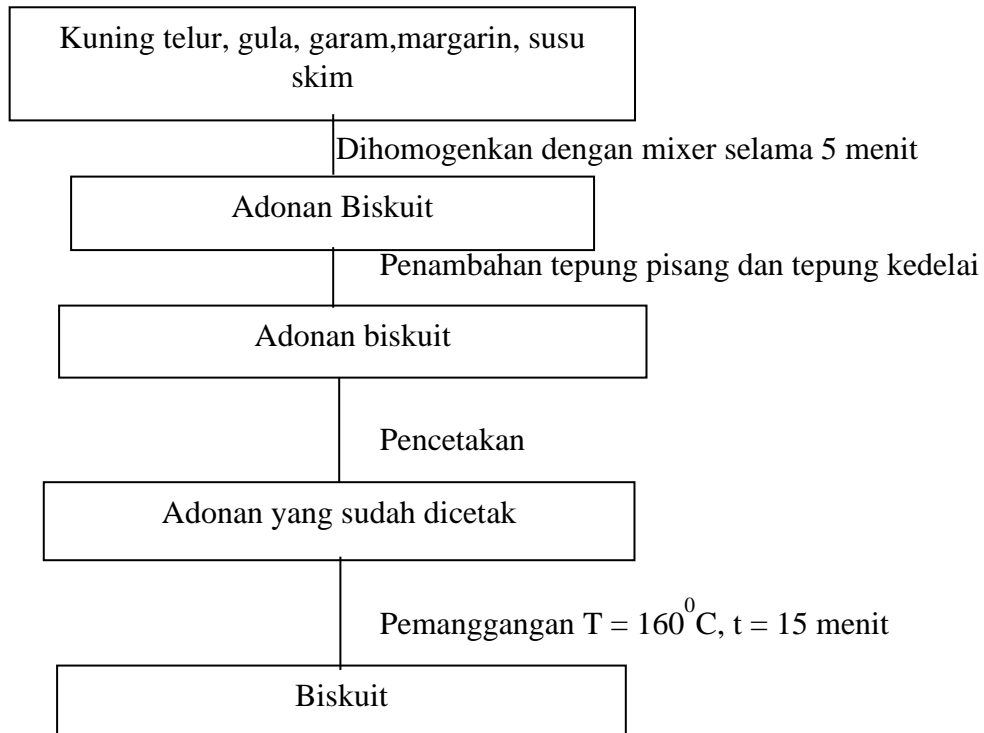 Kuning telur, gula, garam,margarin, susu
skim
Dihomogenkan dengan mixer selama 5 menit
Adonan Biskuit
Penambahan tepung pisang dan tepung kedelai
Adonan biskuit
Pencetakan
Adonan yang sudah dicetak
Pemanggangan T = 160⁰C, t = 15 menit
Biskuit